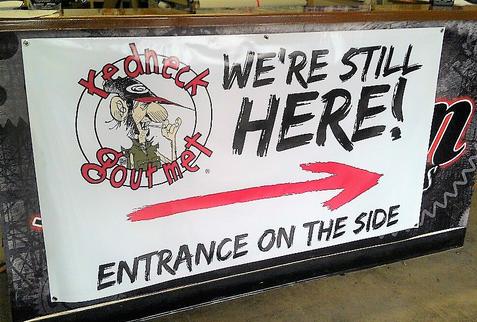 Redneck
Gourmet
WE'RE STILL
HERE!
ENTRANCE ON THE SIDE